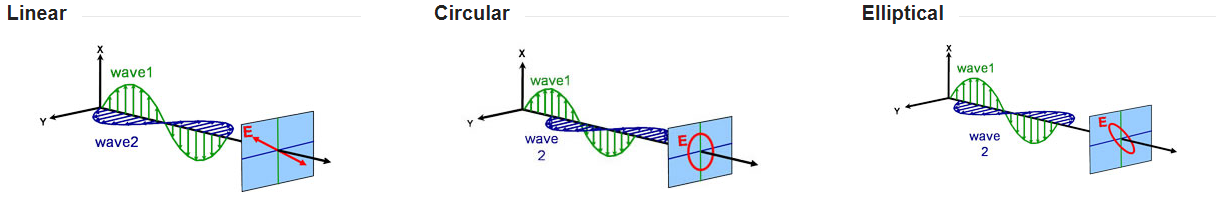 Linear
Circular
Elliptical
X
wave1
Y
wave2
E
X
wave1
Y
wave
2
E
X
wave1
Y
wave
2
E